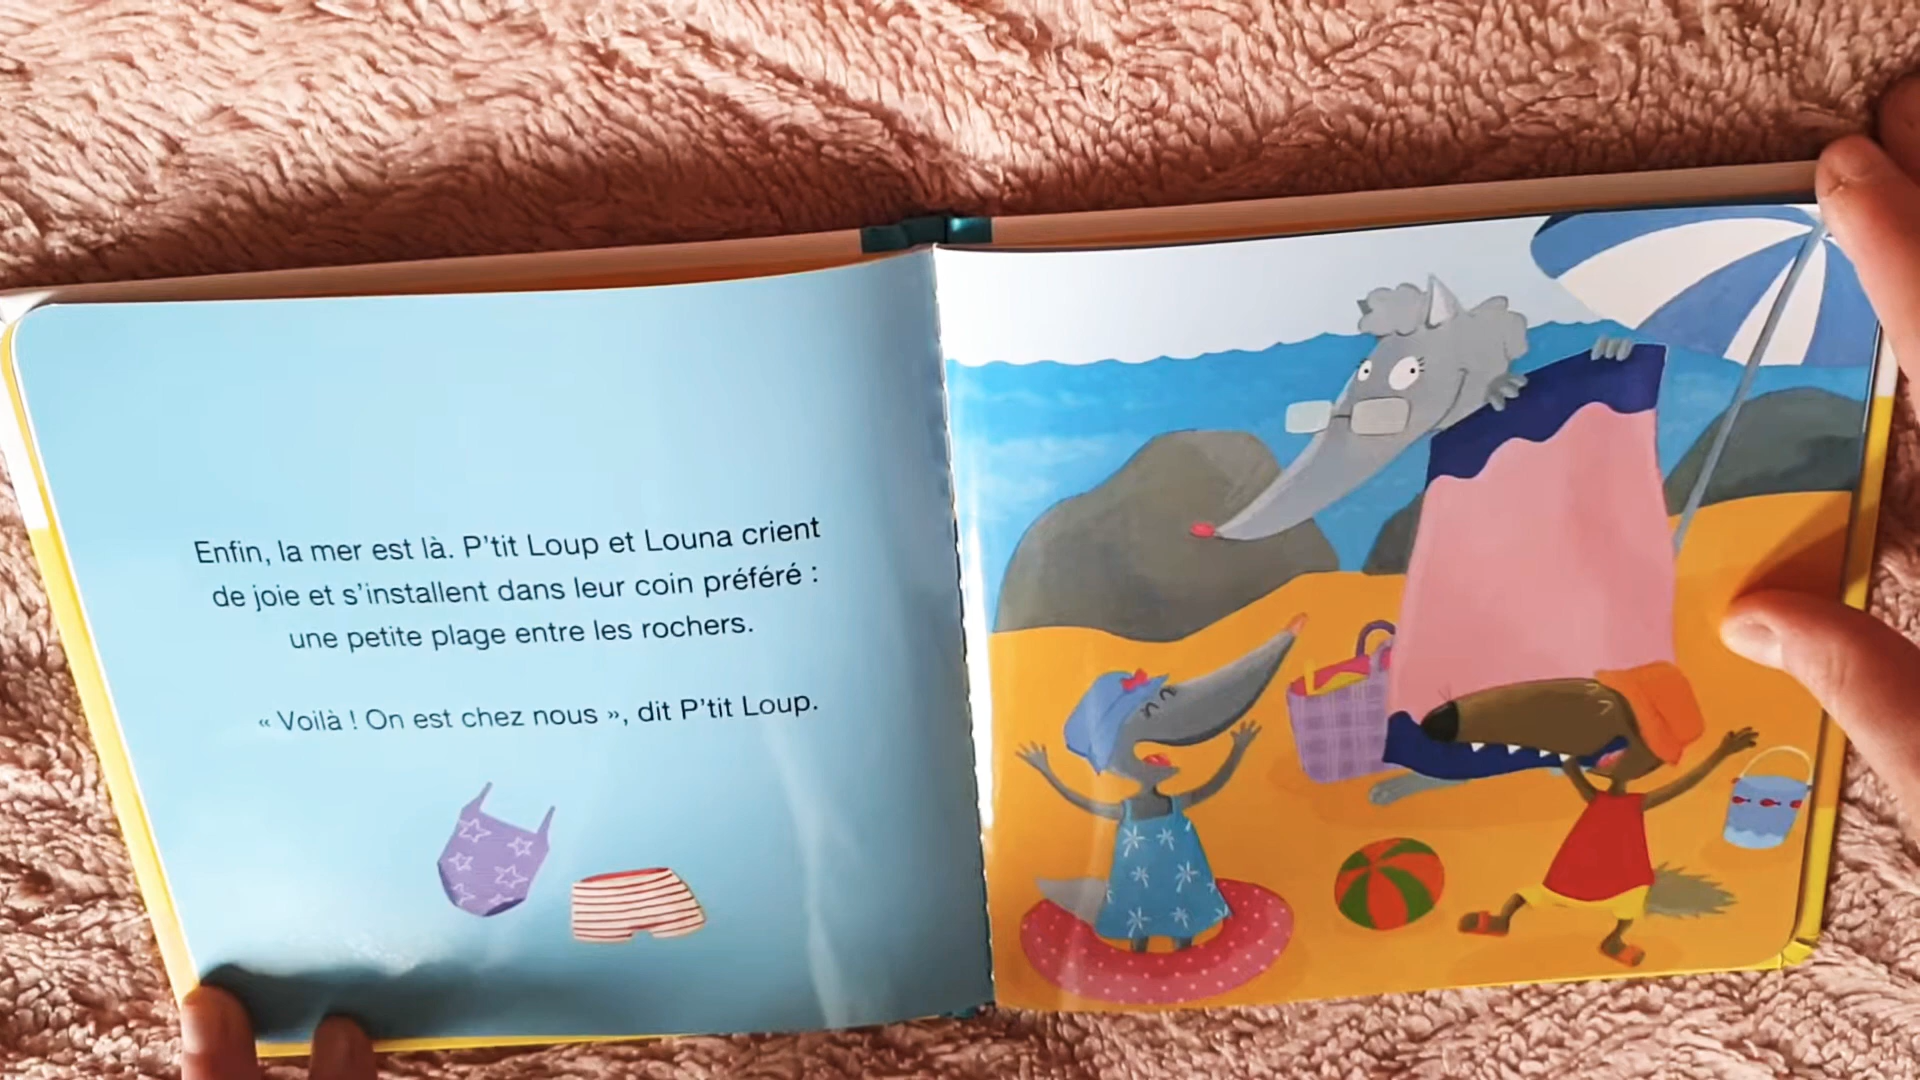 Enfin, la mer est là. P'tit Loup et Louna crient
de joie et s'installent dans leur coin préféré :
une petite plage entre les rochers.
« Voilà ! On est chez nous », dit P'tit Loup.